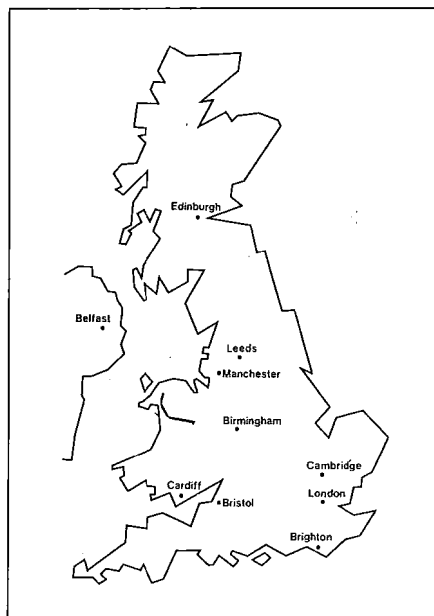 Edinburgh
Belfast
Leeds
Manchester
Birmingham
Cambridge
Cardiff
London
Bristol
Brighton